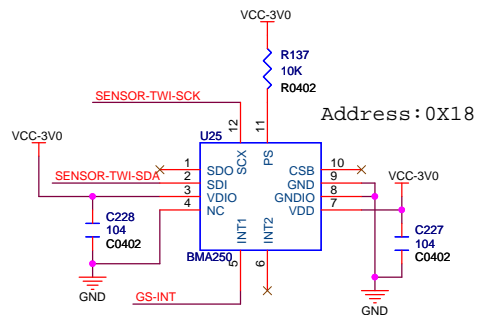 VCC-3V0
R137
10K
R0402
SENSOR-TWI-SCK
Address:0X18
12
11
U25
VCC-3V0
SCX
PS
1
SDO
CSB
10
VCC-3V0
SENSOR-TWI-SDA
2
SDI
GND
9
3
VDIO
GNDIO
8
4
NC
VDD
7
C228
104
C0402
INT1
INT2
C227
104
C0402
BMA250
5
6
GND
GS-INT
GND